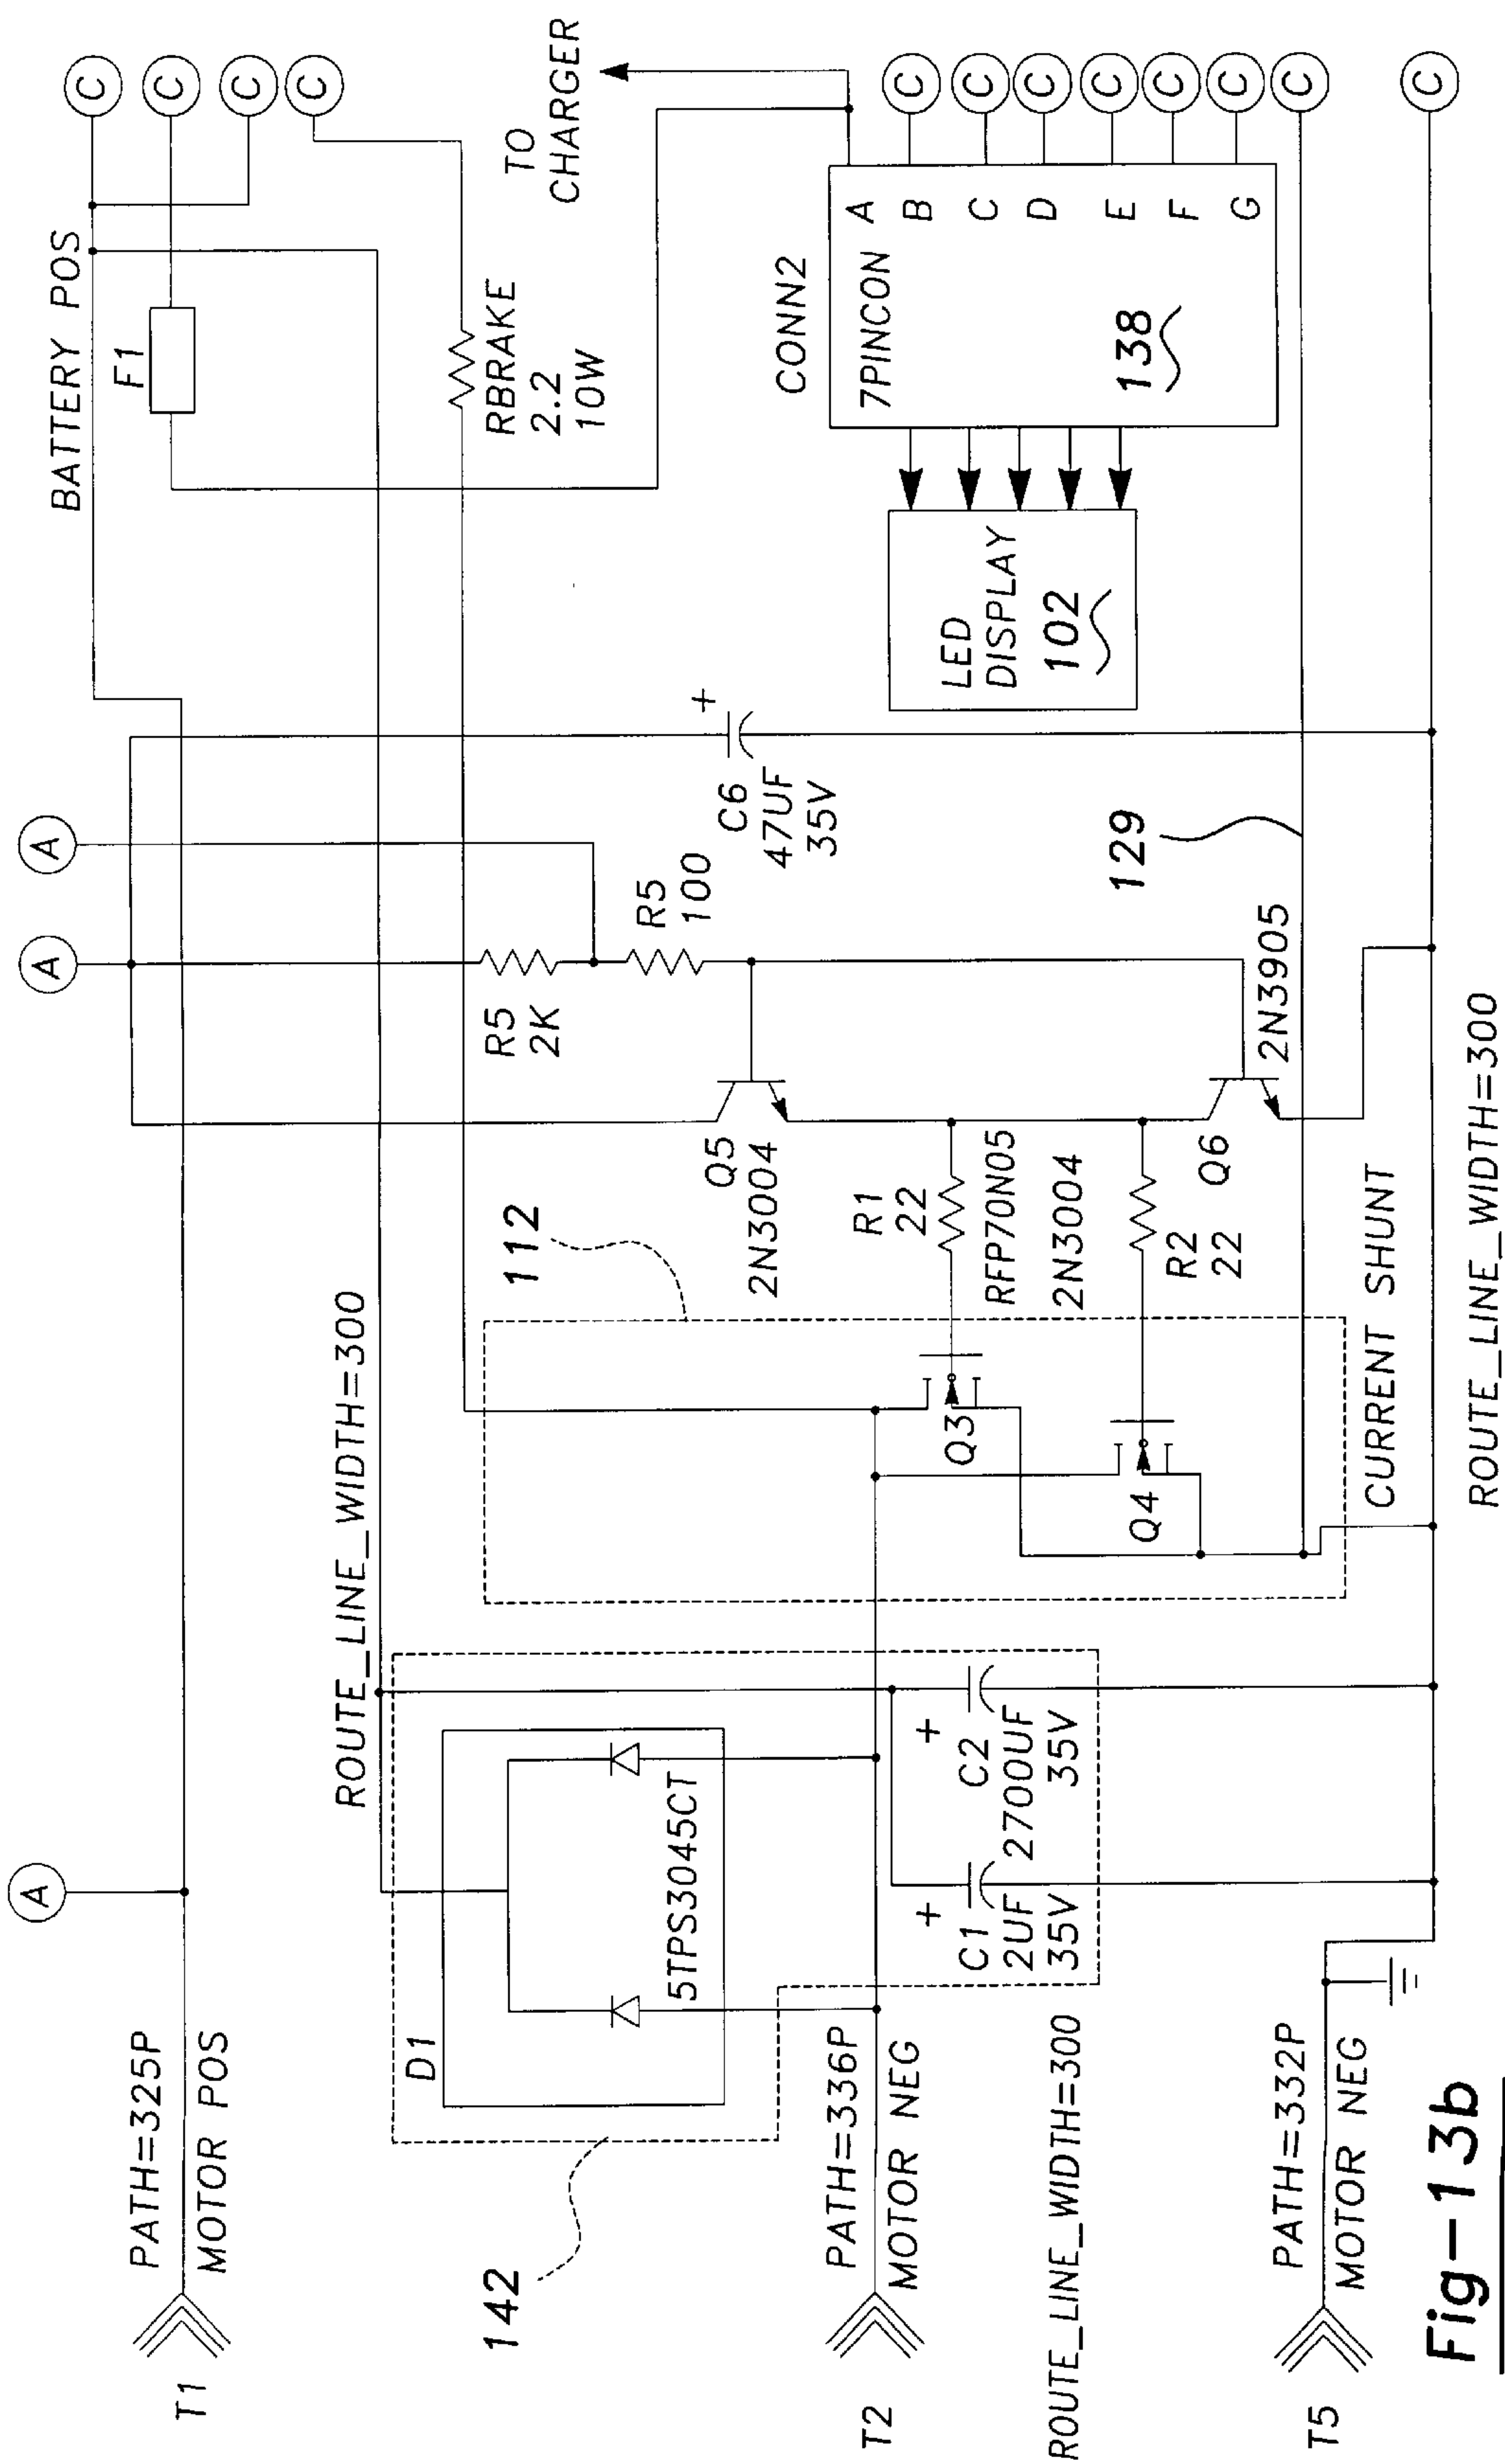 T1
PATH=325P
MOTOR POS
A
BATTERY POS
C
C
C
C
F1
A
A
ROUTE_LINE_WIDTH=300
RBRAKE
2.2
10W
TO
CHARGER
142
D1
5TPS3045CT
112
R5
2K
R5
100
C6
47UF
35V
+
Q5
2N3004
CONN2
7PINCON
138
A
B
C
D
E
F
G
C
C
C
C
C
C
C
C
LED
DISPLAY
102
T2
PATH=336P
MOTOR NEG
ROUTE_LINE_WIDTH=300
+
C1
2UF
35V
+
C2
2700UF
35V
Q3
Q4
R1
22
RFP70N05
2N3004
R2
22
Q6
2N3905
129
CURRENT SHUNT
T5
PATH=332P
MOTOR NEG
ROUTE_LINE_WIDTH=300
Fig-13b